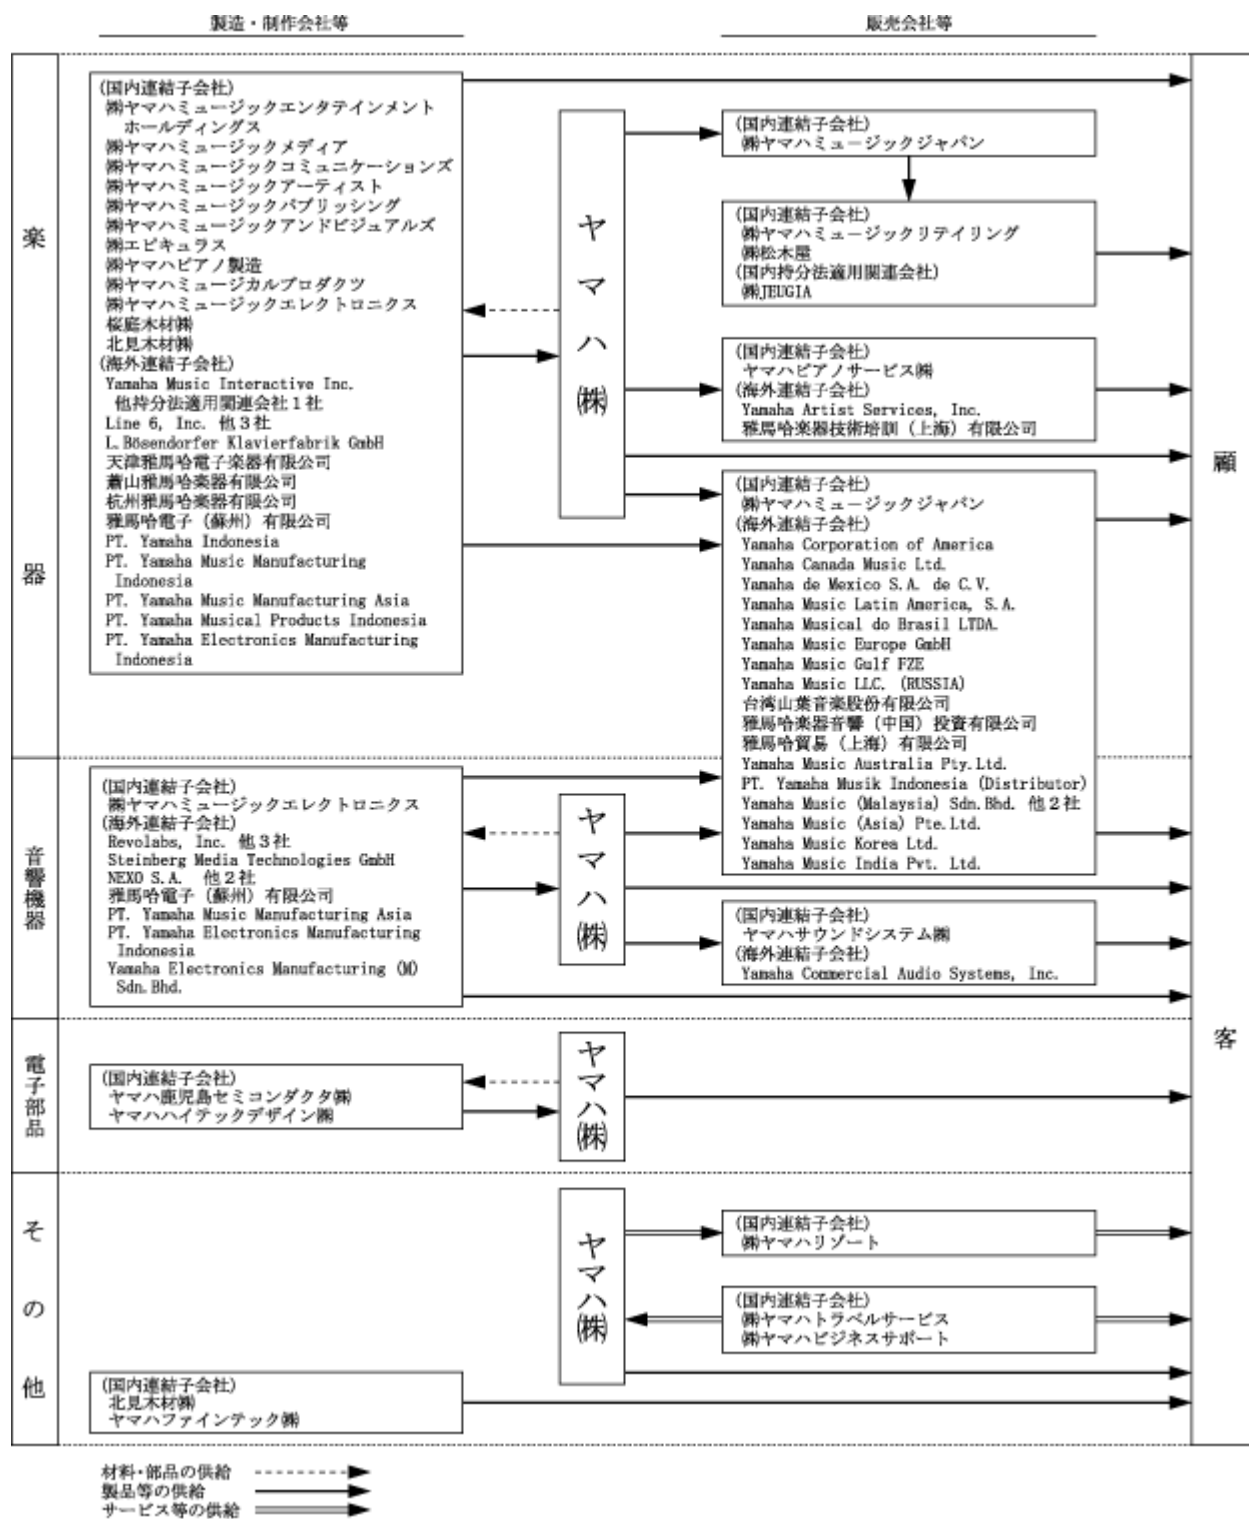 製造・制作会社等
販売会社等
楽器
(国内連結子会社)
㈱ヤマハミュージックエンタテインメント
ホールディングス
㈱ヤマハミュージックメディア
㈱ヤマハミュージックコミュニケーションズ
㈱ヤマハミュージックアーティスト
㈱ヤマハミュージックパブリッシング
㈱ヤマハミュージックアンドビジュアルズ
㈱エピキュラス
㈱ヤマハピアノ製造
㈱ヤマハミュージカルプロダクツ
㈱ヤマハミュージックエレクトロニクス
桜庭木材㈱
北見木材㈱
(海外連結子会社)
Yamaha Music Interactive Inc.
他持分法適用関連会社１社
Line 6, Inc. 他３社
L.Bösendorfer Klavierfabrik GmbH
天津雅馬哈電子楽器有限公司
蕭山雅馬哈楽器有限公司
杭州雅馬哈楽器有限公司
雅馬哈電子（蘇州）有限公司
PT. Yamaha Indonesia
PT. Yamaha Music Manufacturing
Indonesia
PT. Yamaha Music Manufacturing Asia
PT. Yamaha Musical Products Indonesia
PT. Yamaha Electronics Manufacturing
Indonesia
ヤマハ㈱
(国内連結子会社)
㈱ヤマハミュージックジャパン
(国内連結子会社)
㈱ヤマハミュージックリテイリング
㈱松木屋
(国内持分法適用関連会社)
㈱JEUGIA
(国内連結子会社)
ヤマハピアノサービス㈱
(海外連結子会社)
Yamaha Artist Services, Inc.
雅馬哈楽器技術培訓（上海）有限公司
(国内連結子会社)
㈱ヤマハミュージックジャパン
(海外連結子会社)
Yamaha Corporation of America
Yamaha Canada Music Ltd.
Yamaha de Mexico S.A. de C.V.
Yamaha Music Latin America, S.A.
Yamaha Musical do Brasil LTDA.
Yamaha Music Europe GmbH
Yamaha Music Gulf FZE
Yamaha Music LLC. (RUSSIA)
台湾山葉音楽股份有限公司
雅馬哈楽器音響（中国）投資有限公司
雅馬哈貿易（上海）有限公司
Yamaha Music Australia Pty.Ltd.
PT. Yamaha Musik Indonesia (Distributor)
Yamaha Music (Malaysia) Sdn.Bhd. 他２社
Yamaha Music (Asia) Pte.Ltd.
Yamaha Music Korea Ltd.
Yamaha Music India Pvt. Ltd.
顧客
音響機器
(国内連結子会社)
㈱ヤマハミュージックエレクトロニクス
(海外連結子会社)
Revolabs, Inc. 他３社
Steinberg Media Technologies GmbH
NEXO S.A. 他２社
雅馬哈電子（蘇州）有限公司
PT. Yamaha Music Manufacturing Asia
PT. Yamaha Electronics Manufacturing
Indonesia
Yamaha Electronics Manufacturing (M)
Sdn.Bhd.
ヤマハ㈱
(国内連結子会社)
ヤマハサウンドシステム㈱
(海外連結子会社)
Yamaha Commercial Audio Systems, Inc.
電子部品
(国内連結子会社)
ヤマハ鹿児島セミコンダクタ㈱
ヤマハハイテックデザイン㈱
ヤマハ㈱
その他
ヤマハ㈱
(国内連結子会社)
㈱ヤマハリゾート
(国内連結子会社)
㈱ヤマハトラベルサービス
㈱ヤマハビジネスサポート
(国内連結子会社)
北見木材㈱
ヤマハファインテック㈱
材料・部品の供給
製品等の供給
サービス等の供給